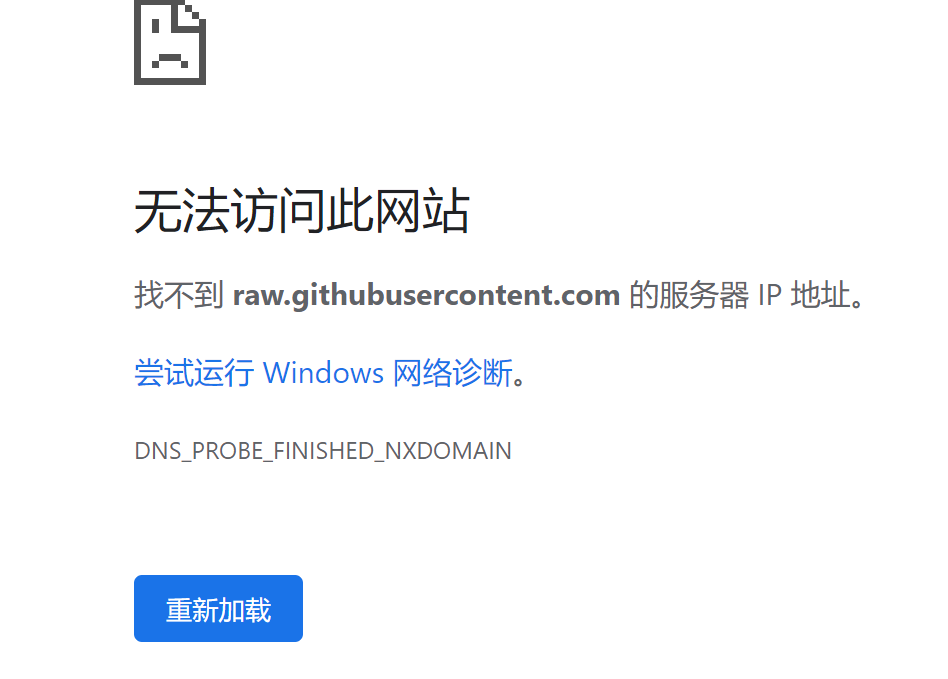 无法访问此网站
找不到 raw.githubusercontent.com 的服务器 IP 地址。
尝试运行 Windows 网络诊断。
DNS_PROBE_FINISHED_NXDOMAIN
重新加载